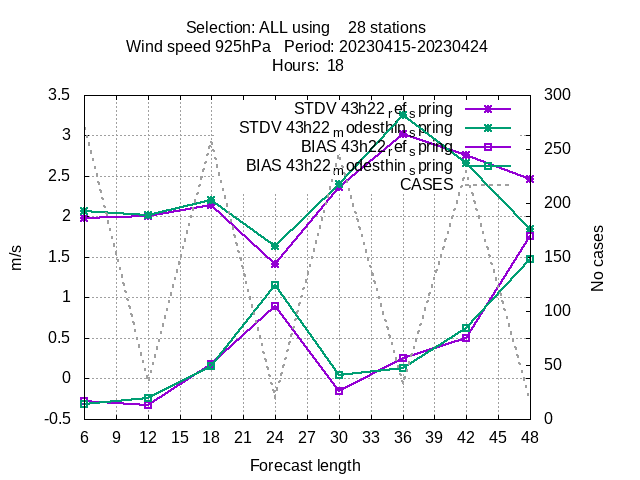 Selection: ALL using 28 stations
Wind speed 925hPa Period: 20230415-20230424
Hours: 18
STDV 43h22_ref_spring
STDV 43h22_modesthin_spring
BIAS 43h22_ref_spring
BIAS 43h22_modesthin_spring
CASES
3.5
3
2.5
2
1.5
1
0.5
0
-0.5
m/s
300
250
200
150
100
50
0
No cases
6 9 12 15 18 21 24 27 30 33 36 39 42 45 48
Forecast length